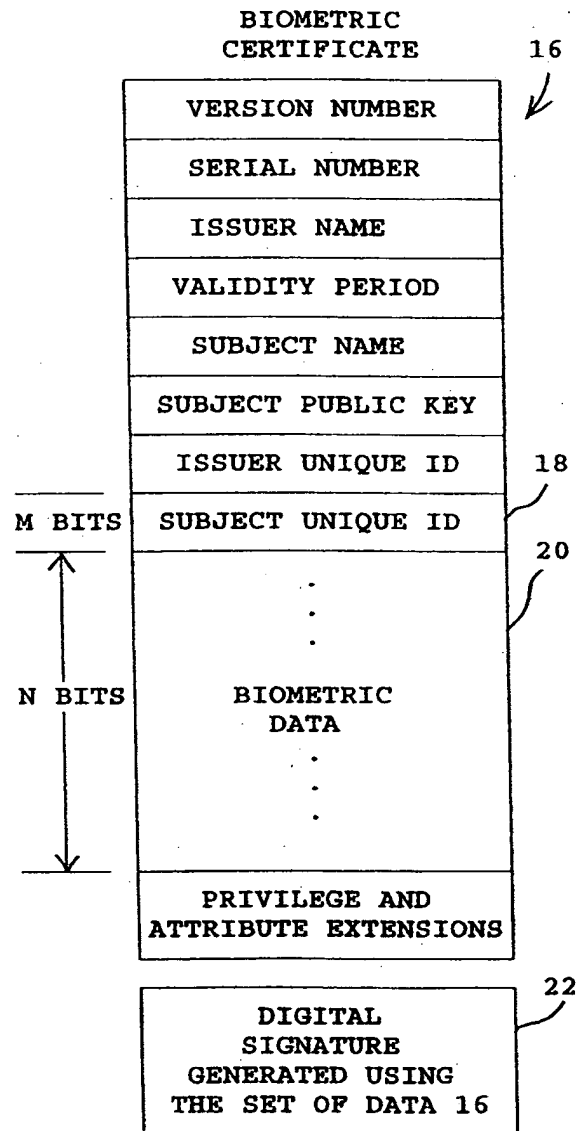 BIOMETRIC
CERTIFICATE
16
VERSION NUMBER
SERIAL NUMBER
ISSUER NAME
VALIDITY PERIOD
SUBJECT NAME
SUBJECT PUBLIC KEY
ISSUER UNIQUE ID
18
M BITS
SUBJECT UNIQUE ID
20
N BITS
BIOMETRIC
DATA
PRIVILEGE AND
ATTRIBUTE EXTENSIONS
22
DIGITAL
SIGNATURE
GENERATED USING
THE SET OF DATA 16